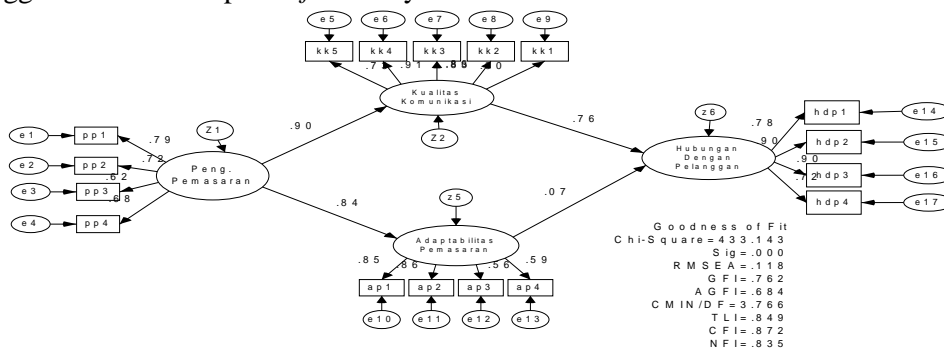 e5 e6 e7 e8 e9
kk5 kk4 kk3 kk2 kk1
.91
Kualitas
Komunikasi
e1 pp1
.79
Z1
.90
Z2
.76
z6
.78
hdp1 e14
e2 pp2
.72
Peng.
Pemasaran
Hubungan
Dengan
Pelanggan
.90
hdp2 e15
.62
e3 pp3
.90
hdp3 e16
.68
.72
e4 pp4
.84
z5
.07
hdp4 e17
Adaptabilitas
Pemasaran
.85 .86 .56 .59
ap1 ap2 ap3 ap4
e10 e11 e12 e13
Goodness of Fit
Chi-Square=433.143
Sig=.000
RMSEA=.118
GFI=.762
AGFI=.684
CMIN/DF=3.766
TLI=.849
CFI=.872
NFI=.835